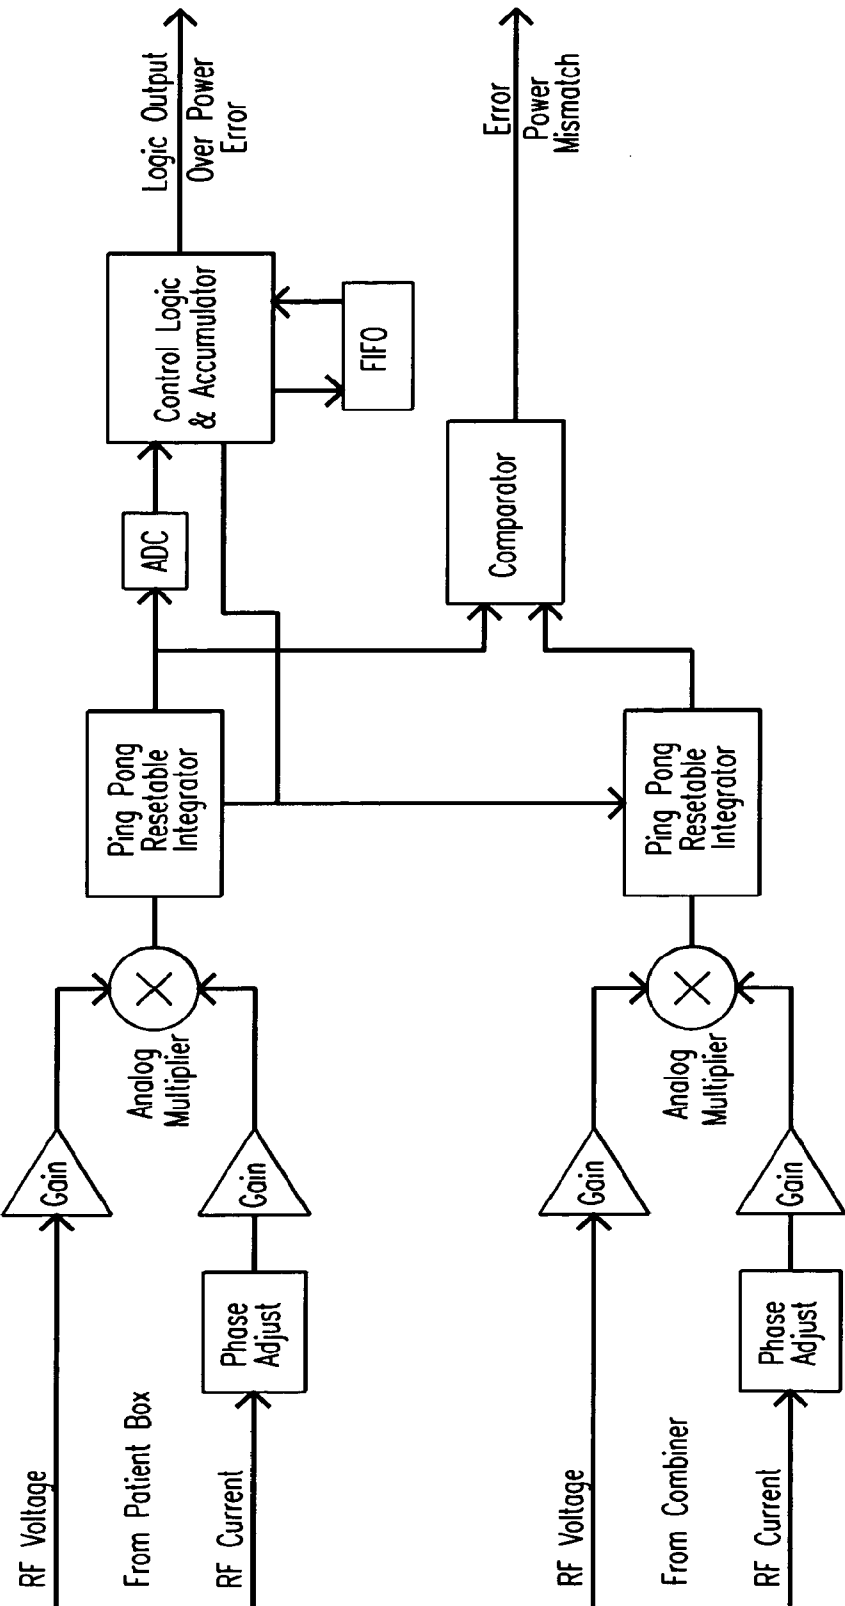 RF Voltage
From Patient Box
RF Current
Phase
Adjust
Gain
Gain
Analog
Multiplier
Ping Pong
Resetable
Integrator
ADC
Control Logic
& Accumulator
FIFO
Logic Output
Over Power
Error
RF Voltage
From Combiner
RF Current
Phase
Adjust
Gain
Gain
Analog
Multiplier
Ping Pong
Resetable
Integrator
Comparator
Error
Power
Mismatch